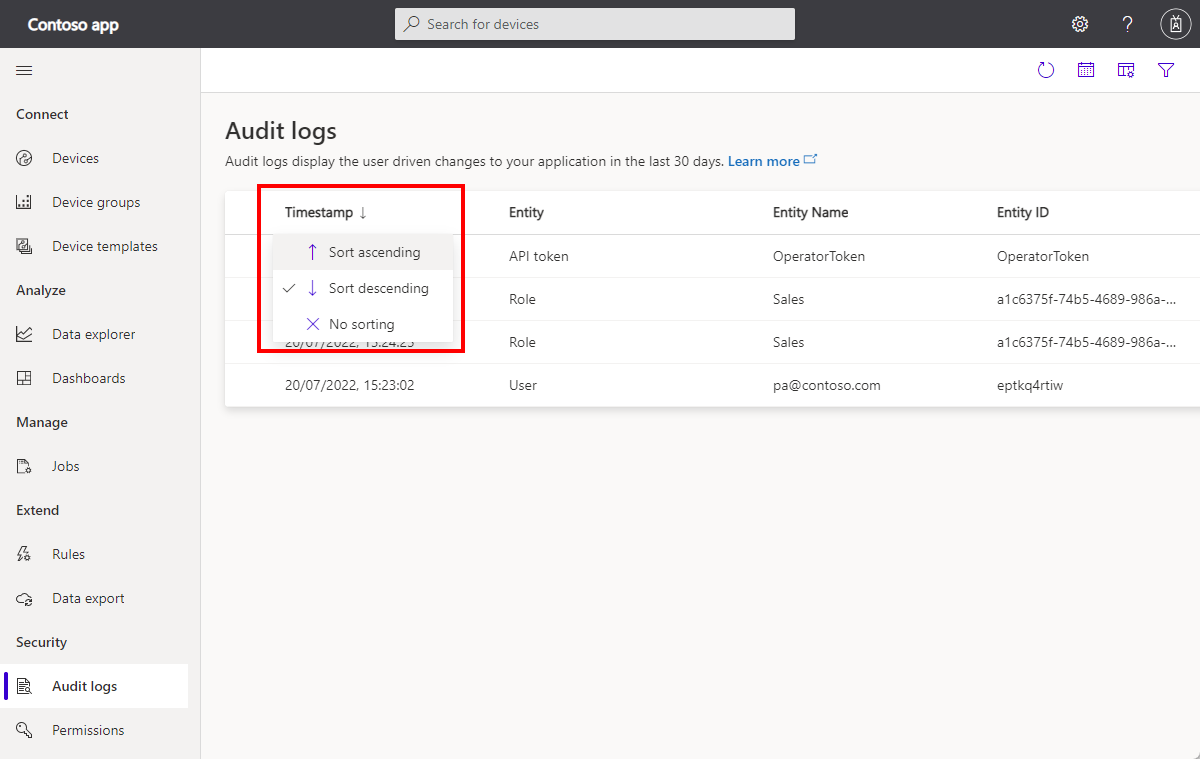 Contoso app
Search for devices
?
Connect
Devices
Device groups
Device templates
Analyze
Data explorer
Dashboards
Manage
Jobs
Extend
Rules
Data export
Security
Audit logs
Permissions
Audit logs
Audit logs display the user driven changes to your application in the last 30 days. Learn more
Timestamp ↓ Entity Entity Name Entity ID
Sort ascending
Sort descending
No sorting
API token OperatorToken OperatorToken
Role Sales a1c6375f-74b5-4689-986a-...
20/07/2022, Role Sales a1c6375f-74b5-4689-986a-...
20/07/2022, 15:23:02 User pa@contoso.com eptkq4rtiw